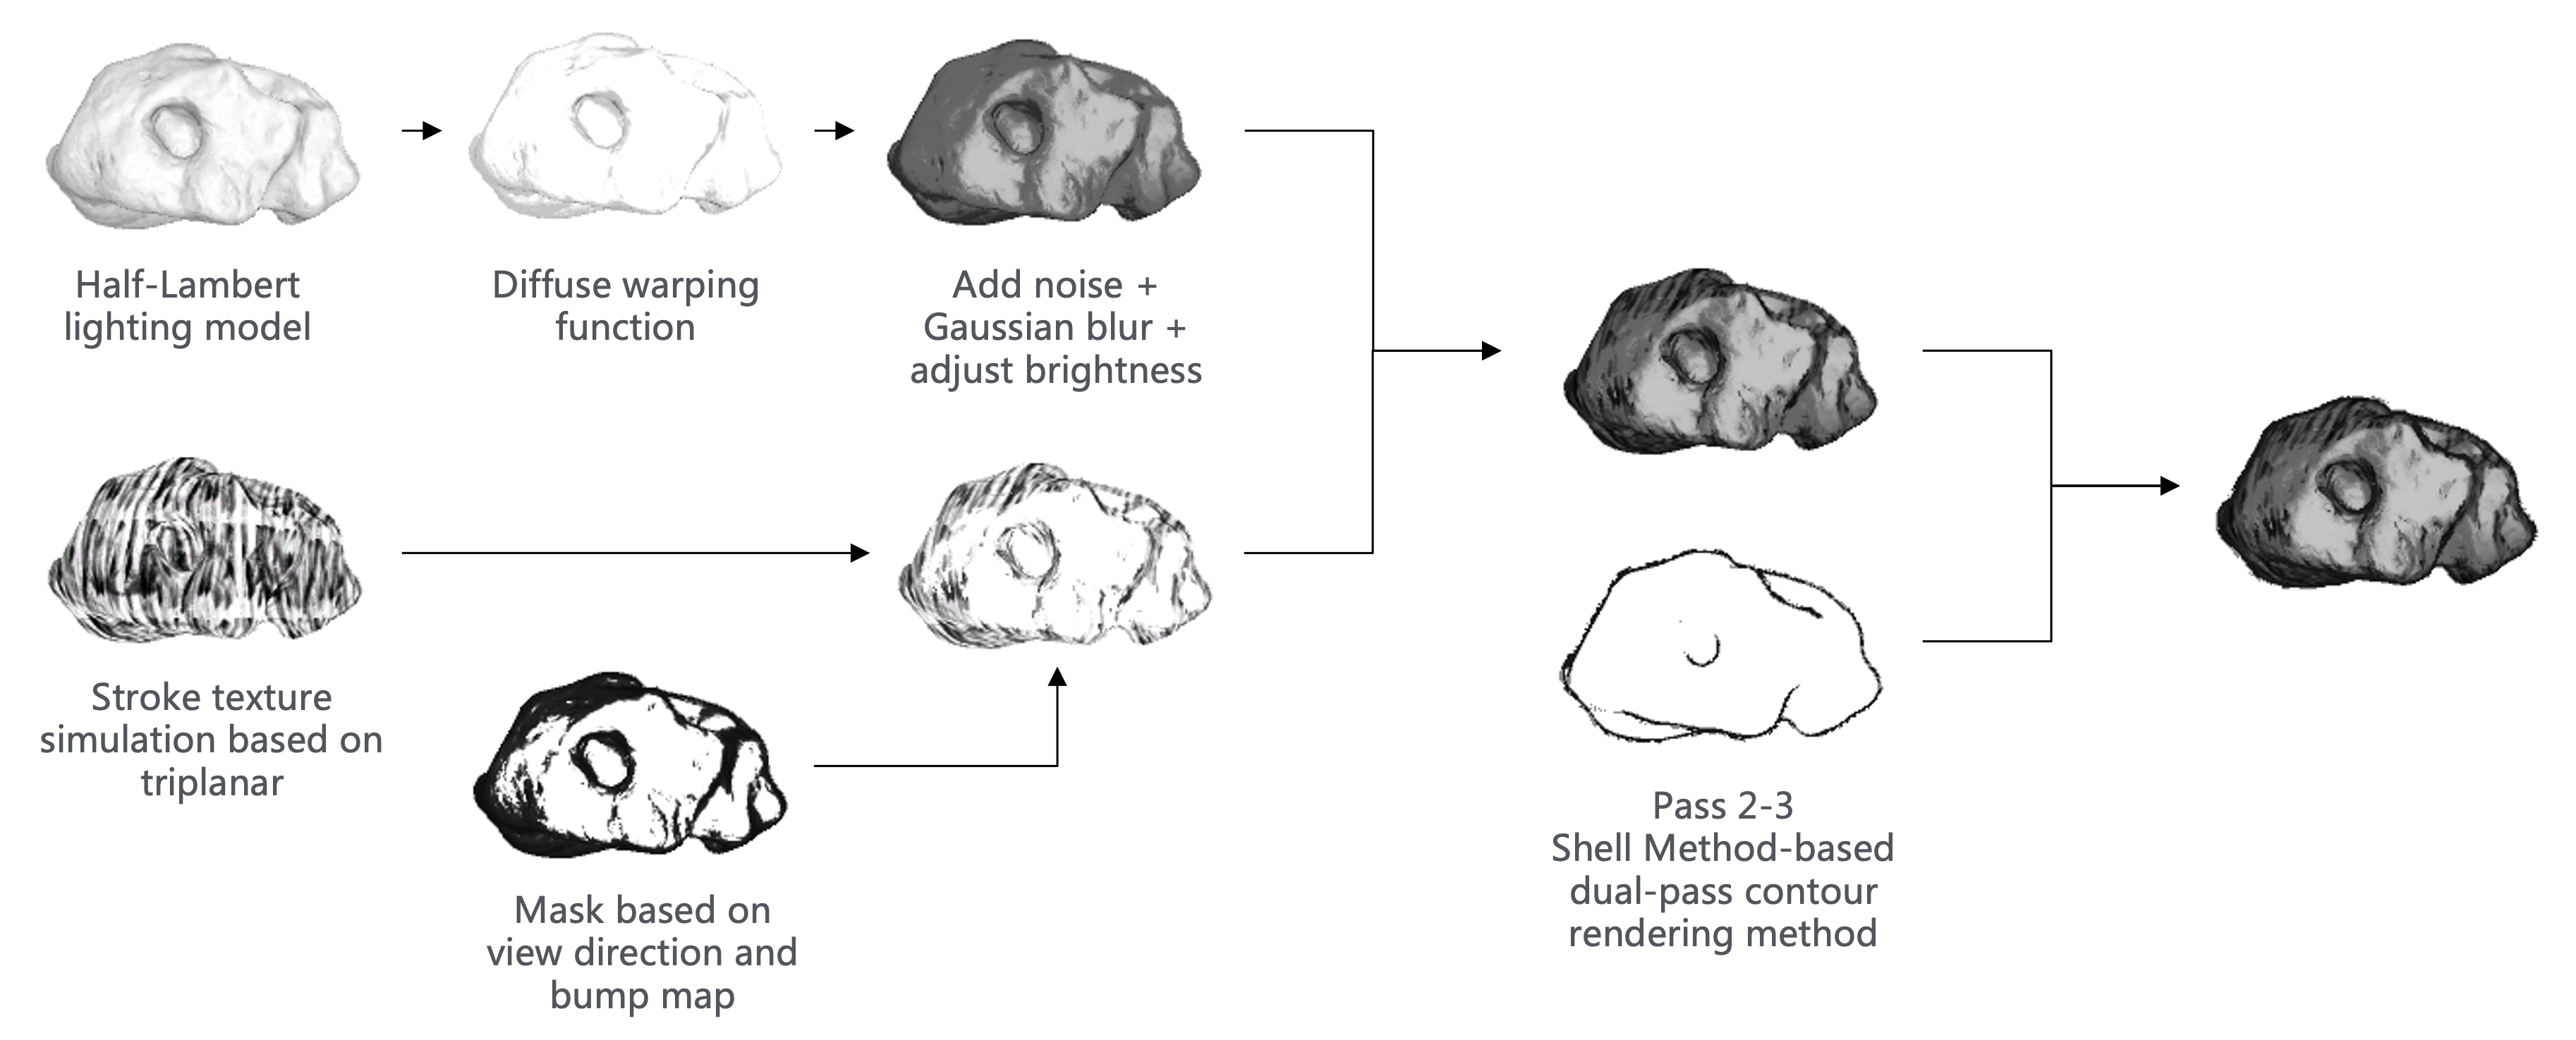 Half-Lambert
lighting model
Diffuse warping
function
Add noise +
Gaussian blur +
adjust brightness
Stroke texture
simulation based on
triplanar
Mask based on
view direction and
bump map
Pass 2-3
Shell Method-based
dual-pass contour
rendering method